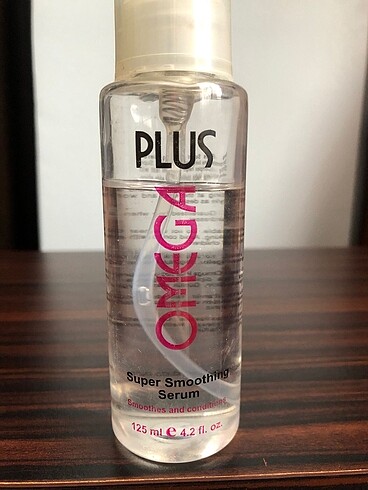 PLUS
OMEGA
Super Smoothing
Serum
Smoothes and conditions
125 ml e 4.2 fl. oz.